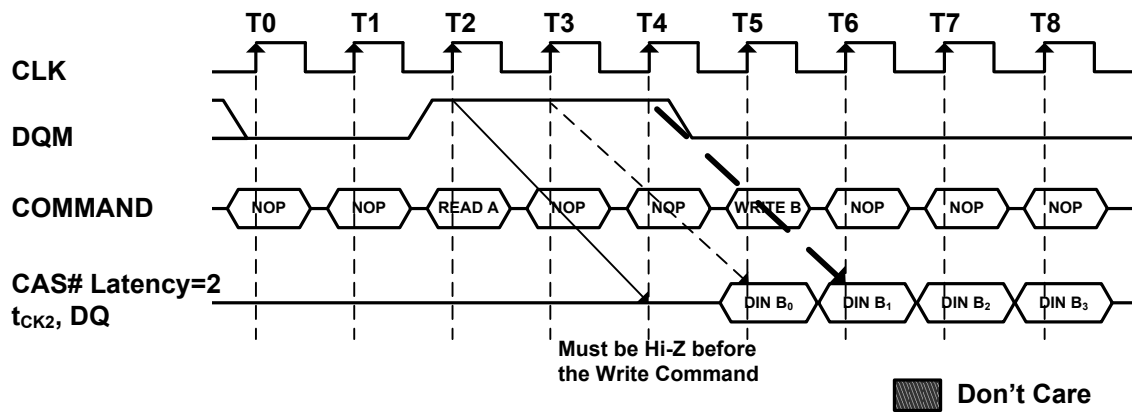 T0 T1 T2 T3 T4 T5 T6 T7 T8
CLK
DQM
COMMAND NOP NOP READ A NOP NOP WRITE B NOP NOP NOP
CAS# Latency=2
tCK2, DQ DIN B0 DIN B1 DIN B2 DIN B3
Must be Hi-Z before
the Write Command
Don't Care